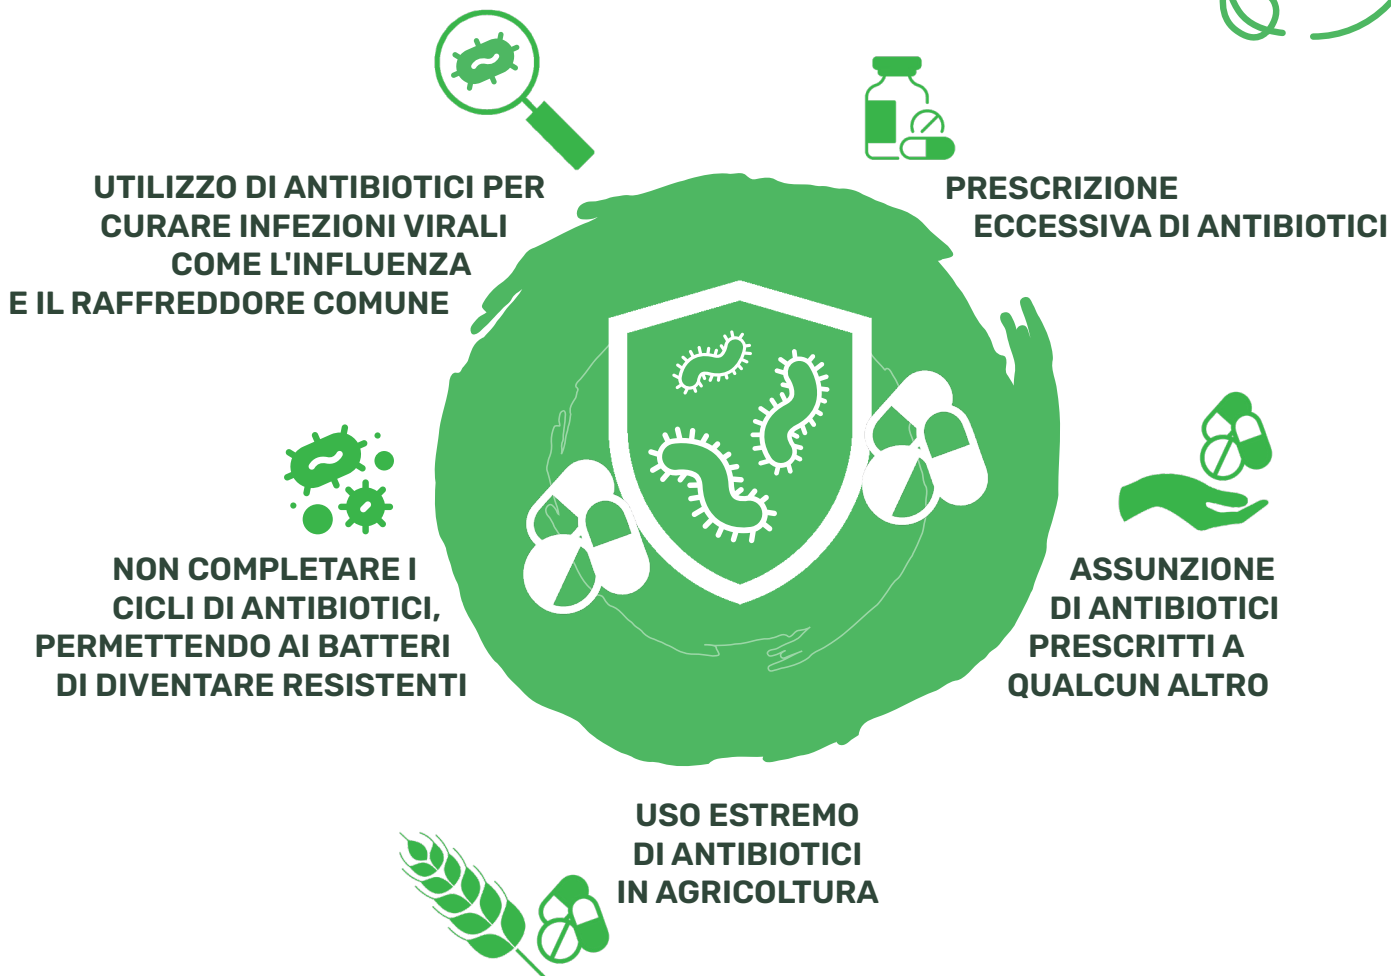 UTILIZZO DI ANTIBIOTICI PER
CURARE INFEZIONI VIRALI
COME L'INFLUENZA
E IL RAFFREDDORE COMUNE
PRESCRIZIONE
ECCESSIVA DI ANTIBIOTICI
NON COMPLETARE I
CICLI DI ANTIBIOTICI,
PERMETTENDO AI BATTERI
DI DIVENTARE RESISTENTI
ASSUNZIONE
DI ANTIBIOTICI
PRESCRITTI A
QUALCUN ALTRO
USO ESTREMO
DI ANTIBIOTICI
IN AGRICOLTURA